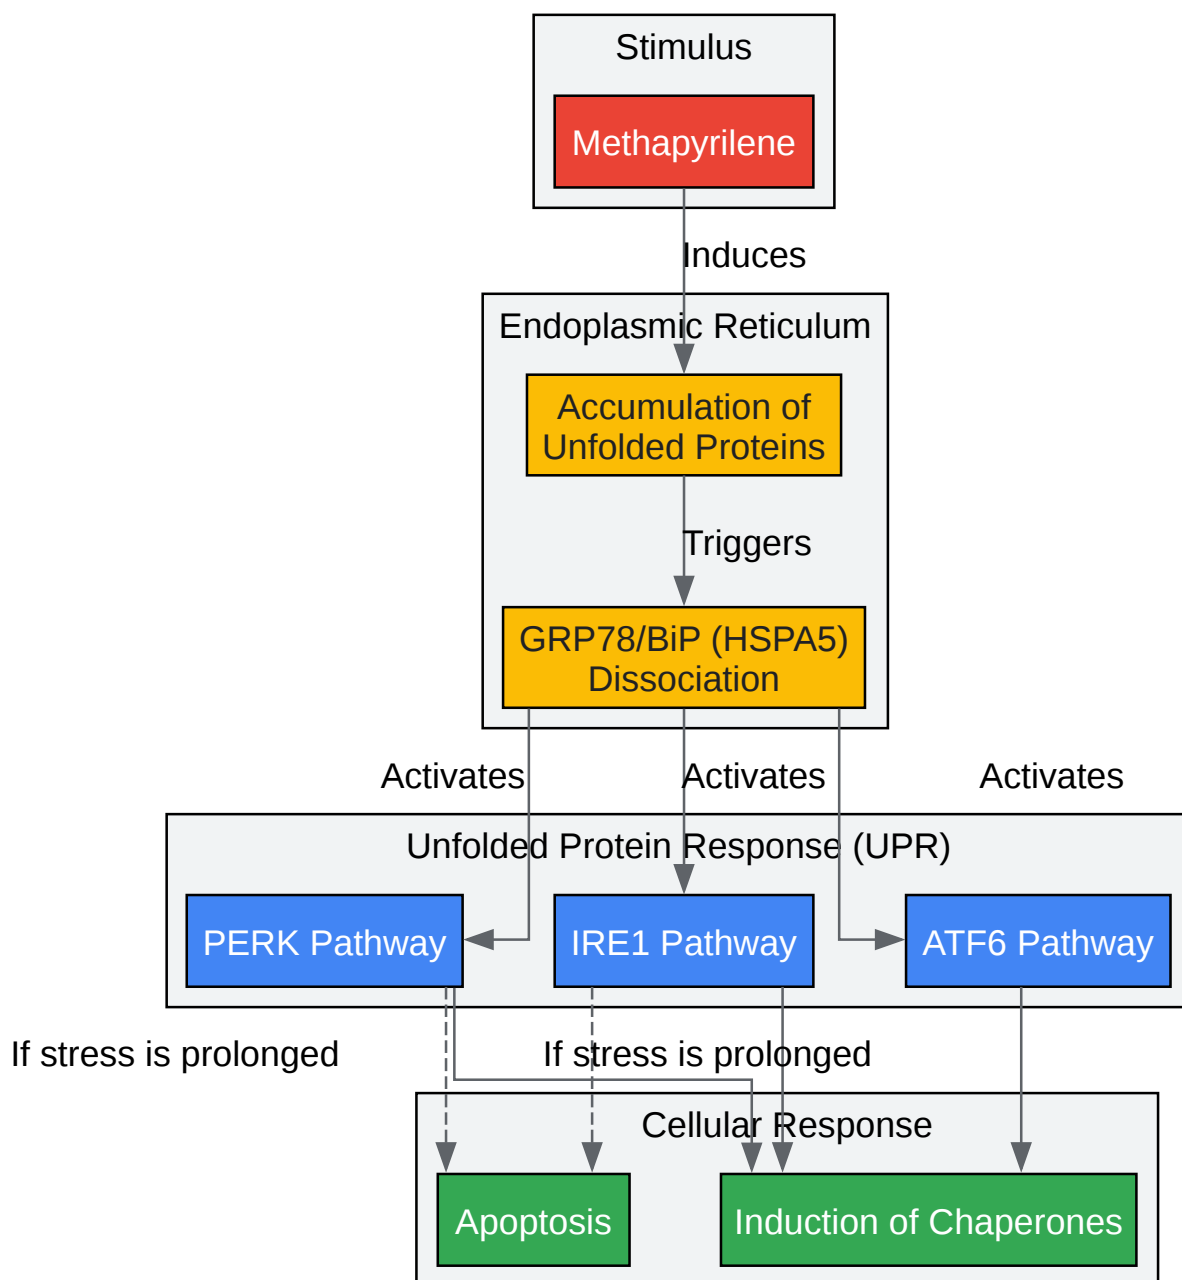 Stimulus
Methapyrilene
Induces
Endoplasmic Reticulum
Accumulation of
Unfolded Proteins
Triggers
GRP78/BiP (HSPA5)
Dissociation
Activates
Activates
Activates
Unfolded Protein Response (UPR)
PERK Pathway
IRE1 Pathway
ATF6 Pathway
If stress is prolonged
If stress is prolonged
Cellular Response
Apoptosis
Induction of Chaperones